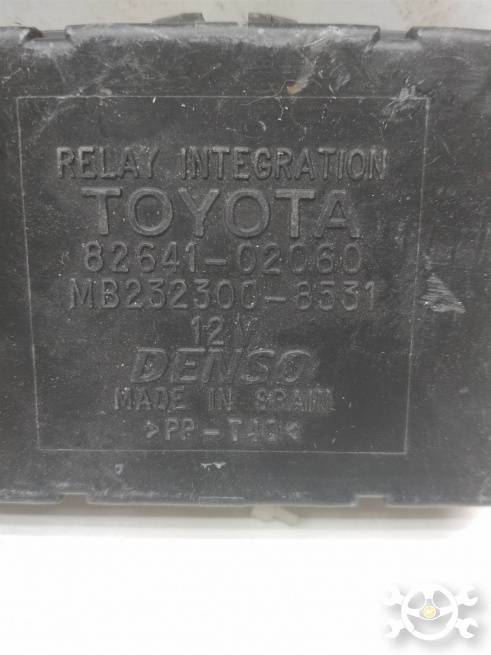 RELAY INTEGRATION
TOYOTA
82641-02060
MB232300-8531
12V
DENSO
MADE IN SPAIN
>PP-T40<